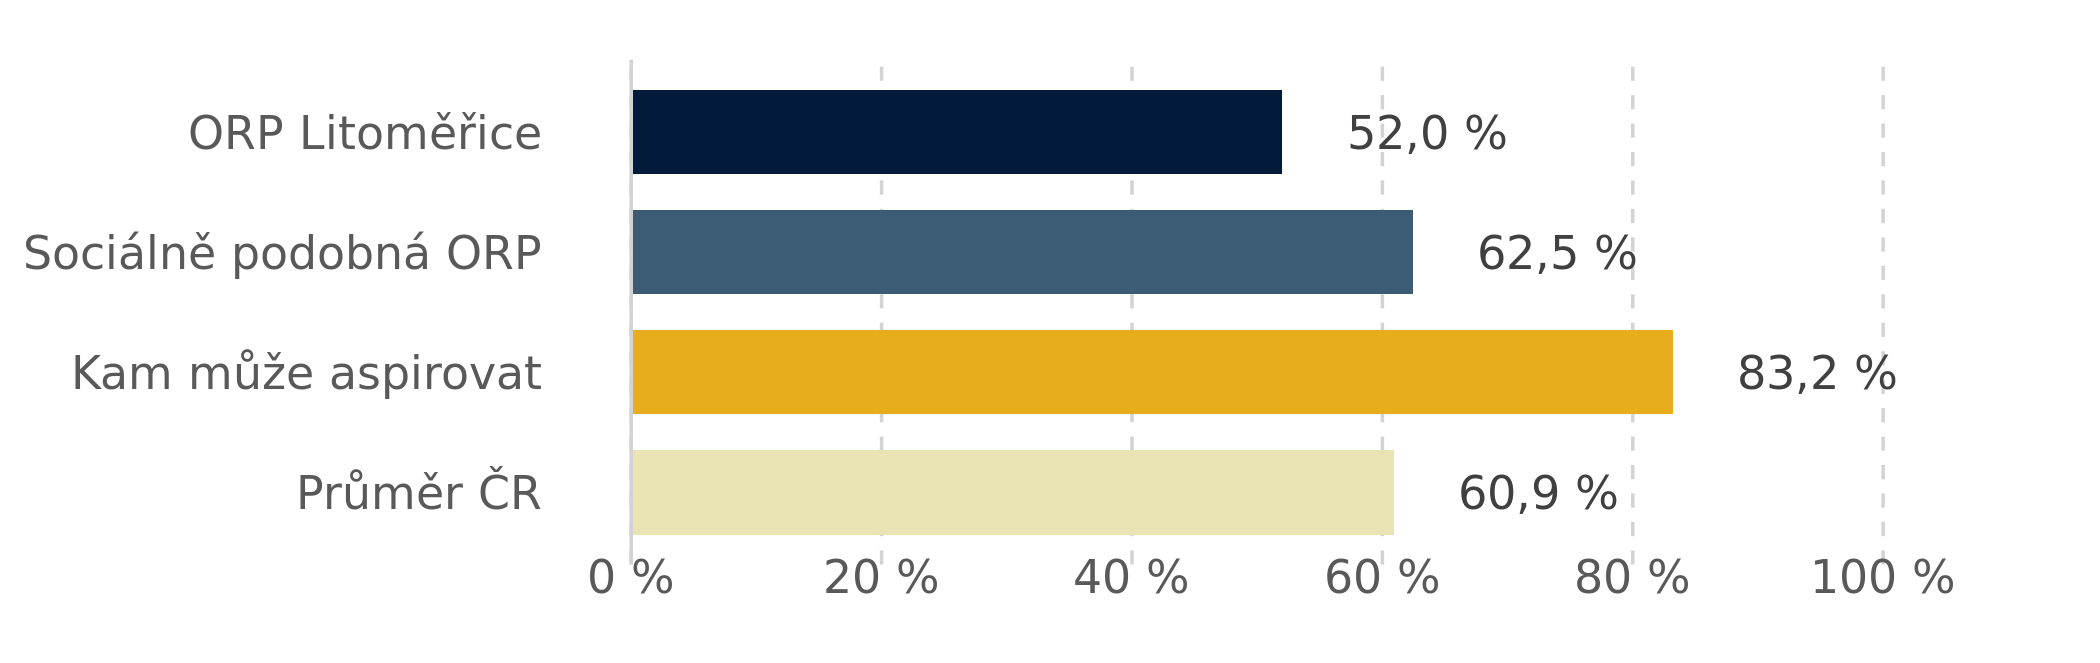 ORP Litoměřice 52,0 %
Sociálně podobná ORP 62,5 %
Kam může aspirovat 83,2 %
Průměr ČR 60,9 %
0 % 20 % 40 % 60 % 80 % 100 %